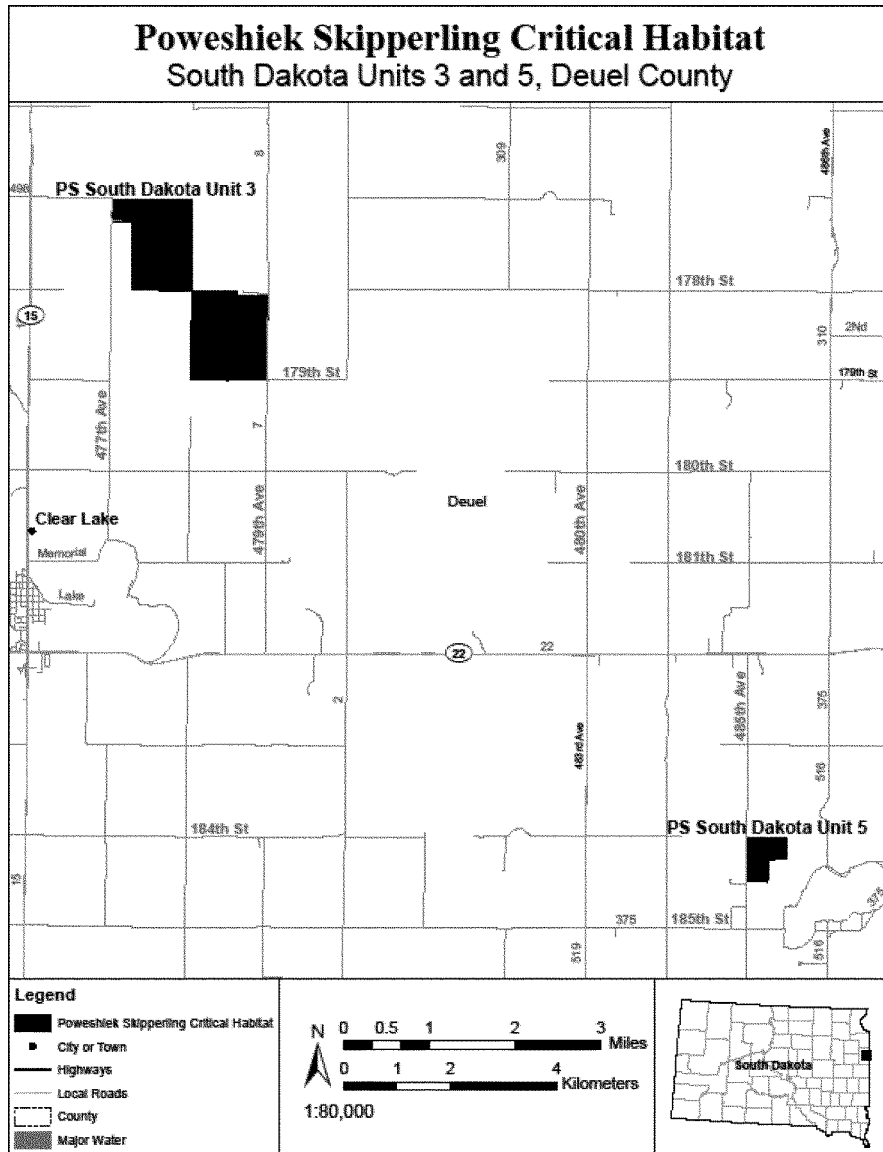 Poweshiek Skipperling Critical Habitat
South Dakota Units 3 and 5, Deuel County
8
309
486th Ave
498
PS South Dakota Unit 3
178th St
15
310
2Nd
179th St
179th St
477th Ave
7
180th St
Deuel
Clear Lake
479th Ave
480th Ave
Memorial
181th St
Lake
22
22
2
485th Ave
375
483rd Ave
516
184th St
PS South Dakota Unit 5
15
375
185th St
375
519
7
516
Legend
Poweshiek Skipperling Critical Habitat
City or Town
Highways
Local Roads
County
Major Water
N
0 0.5 1 2 3
Miles
0 1 2 4
Kilometers
1:80,000
South Dakota